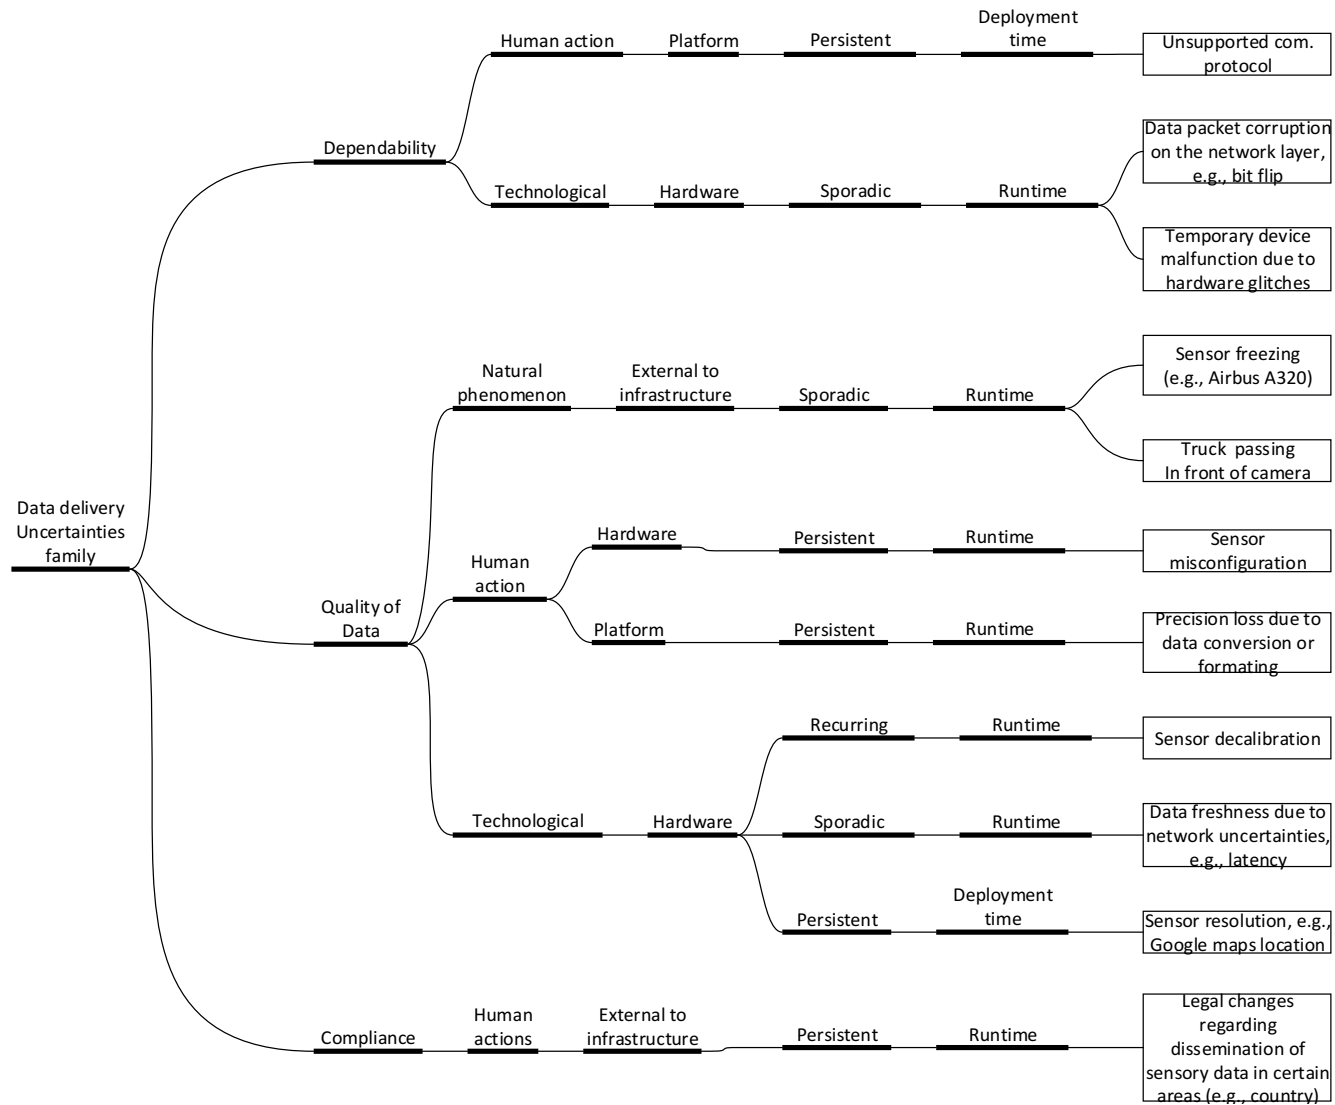 Data delivery
Uncertainties
family
Dependability
Human action
Platform
Persistent
Deployment
time
Unsupported com.
protocol
Technological
Hardware
Sporadic
Runtime
Data packet corruption
on the network layer,
e.g., bit flip
Temporary device
malfunction due to
hardware glitches
Quality of
Data
Natural
phenomenon
External to
infrastructure
Sporadic
Runtime
Sensor freezing
(e.g., Airbus A320)
Truck passing
In front of camera
Human
action
Hardware
Persistent
Runtime
Sensor
misconfiguration
Platform
Persistent
Runtime
Precision loss due to
data conversion or
formating
Technological
Hardware
Recurring
Runtime
Sensor decalibration
Sporadic
Runtime
Data freshness due to
network uncertainties,
e.g., latency
Persistent
Deployment
time
Sensor resolution, e.g.,
Google maps location
Compliance
Human
actions
External to
infrastructure
Persistent
Runtime
Legal changes
regarding
dissemination of
sensory data in certain
areas (e.g., country)